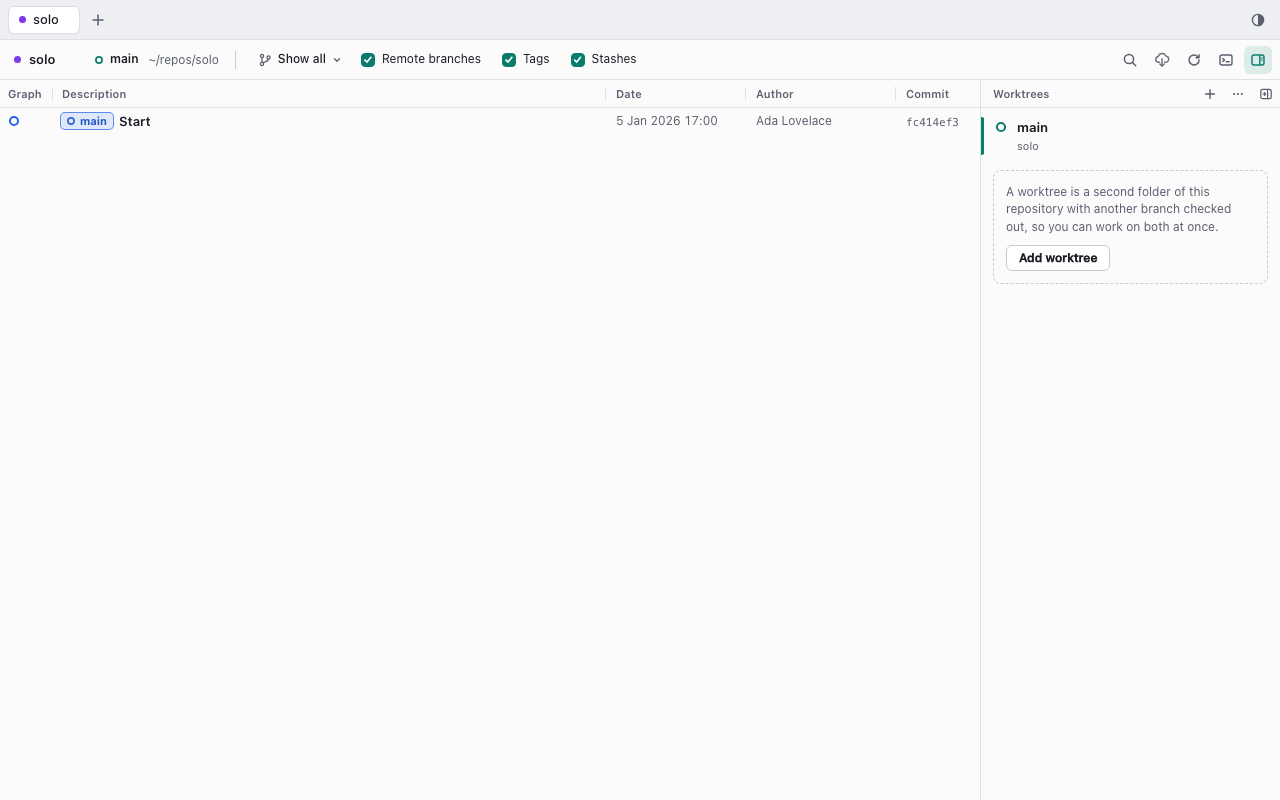 solo
solo
main ~/repos/solo
Show all
Remote branches
Tags
Stashes
Graph
Description
Date
Author
Commit
main Start
5 Jan 2026 17:00
Ada Lovelace
fc414ef3
Worktrees
main
solo
A worktree is a second folder of this
repository with another branch checked
out, so you can work on both at once.
Add worktree